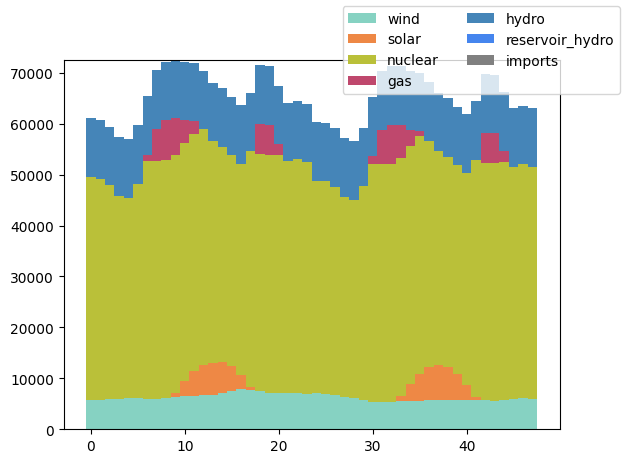 wind
solar
nuclear
gas
hydro
reservoir_hydro
imports
70000
60000
50000
40000
30000
20000
10000
0
0 10 20 30 40